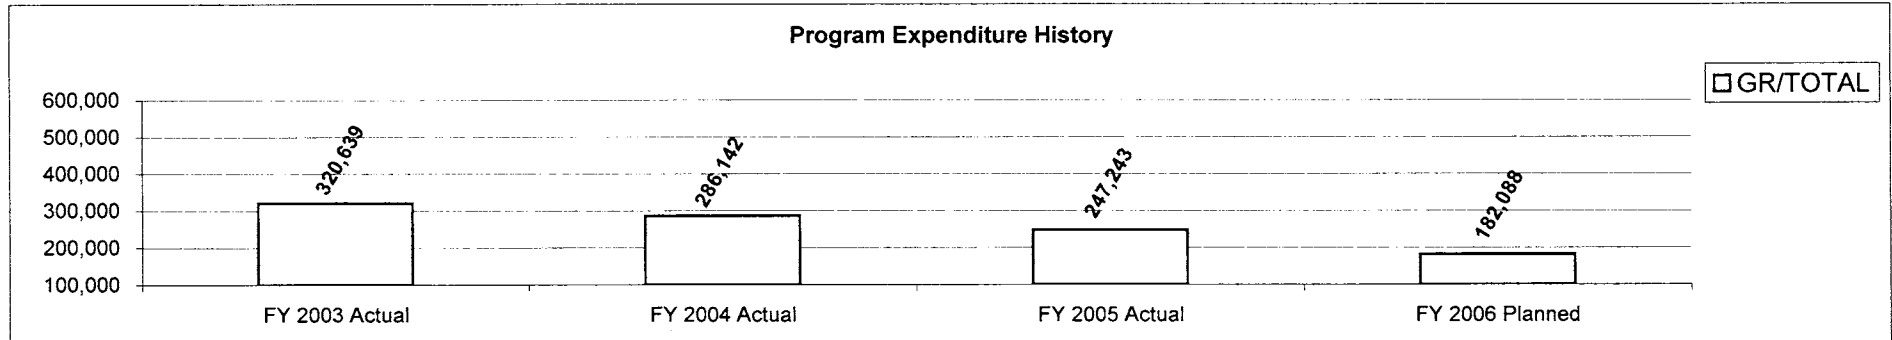 Program Expenditure History
GR/TOTAL
600,000
500,000
400,000
300,000
200,000
100,000
320,639
286,142
247,243
182,088
FY 2003 Actual
FY 2004 Actual
FY 2005 Actual
FY 2006 Planned